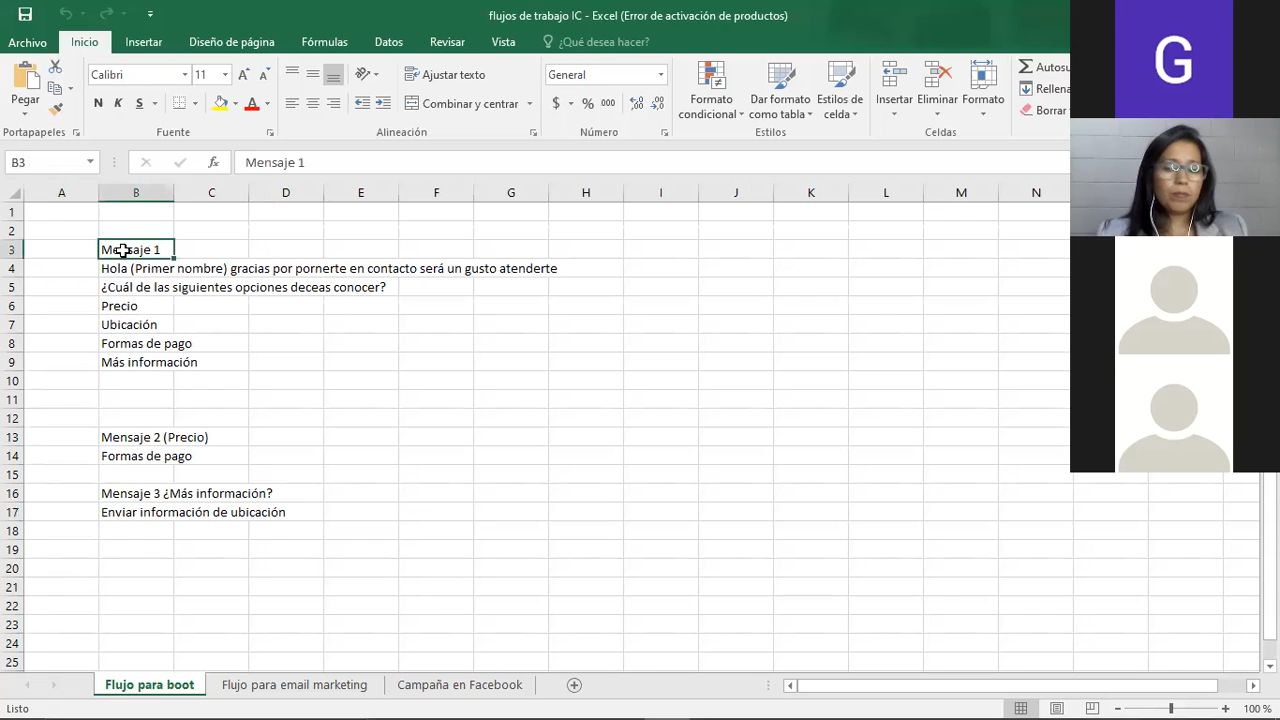 flujos de trabajo IC - Excel (Error de activación de productos)
Archivo Inicio Insertar Diseño de página Fórmulas Datos Revisar Vista ¿Qué desea hacer?
Pegar
Calibri 11
N K S
Ajustar texto
Combinar y centrar
General
$ % 000
Formato condicional
Dar formato como tabla
Estilos de celda
Insertar Eliminar Formato
Autosu
Rellena
Borrar
Portapapeles Fuente Alineación Número Estilos Celdas
B3 fx Mensaje 1
A B C D E F G H I J K L M N
1
2
3 Mensaje 1
4 Hola (Primer nombre) gracias por pornerte en contacto será un gusto atenderte
5 ¿Cuál de las siguientes opciones deceas conocer?
6 Precio
7 Ubicación
8 Formas de pago
9 Más información
10
11
12
13 Mensaje 2 (Precio)
14 Formas de pago
15
16 Mensaje 3 ¿Más información?
17 Enviar información de ubicación
18
19
20
21
22
23
24
25
Flujo para boot Flujo para email marketing Campaña en Facebook
Listo 100 %
G